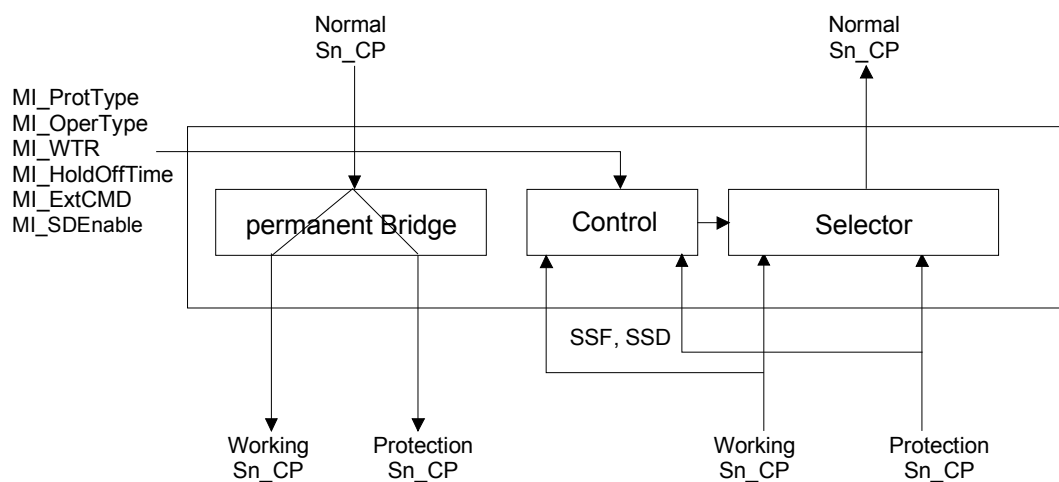 Normal
Sn_CP
Normal
Sn_CP
MI_ProtType
MI_OperType
MI_WTR
MI_HoldOffTime
MI_ExtCMD
MI_SDEnable
permanent Bridge
Control
Selector
SSF, SSD
Working
Sn_CP
Protection
Sn_CP
Working
Sn_CP
Protection
Sn_CP